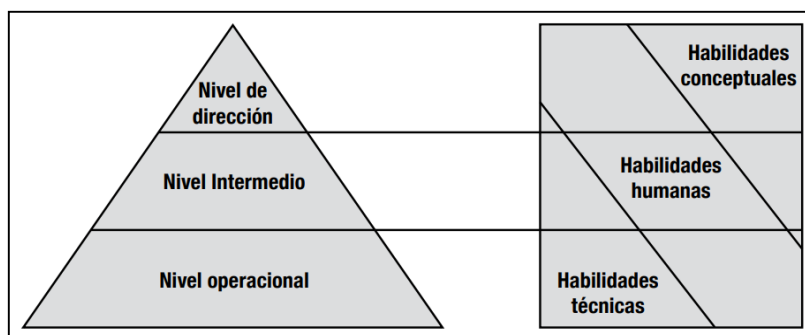 Nivel de
dirección
Nivel Intermedio
Nivel operacional
Habilidades
conceptuales
Habilidades
humanas
Habilidades
técnicas